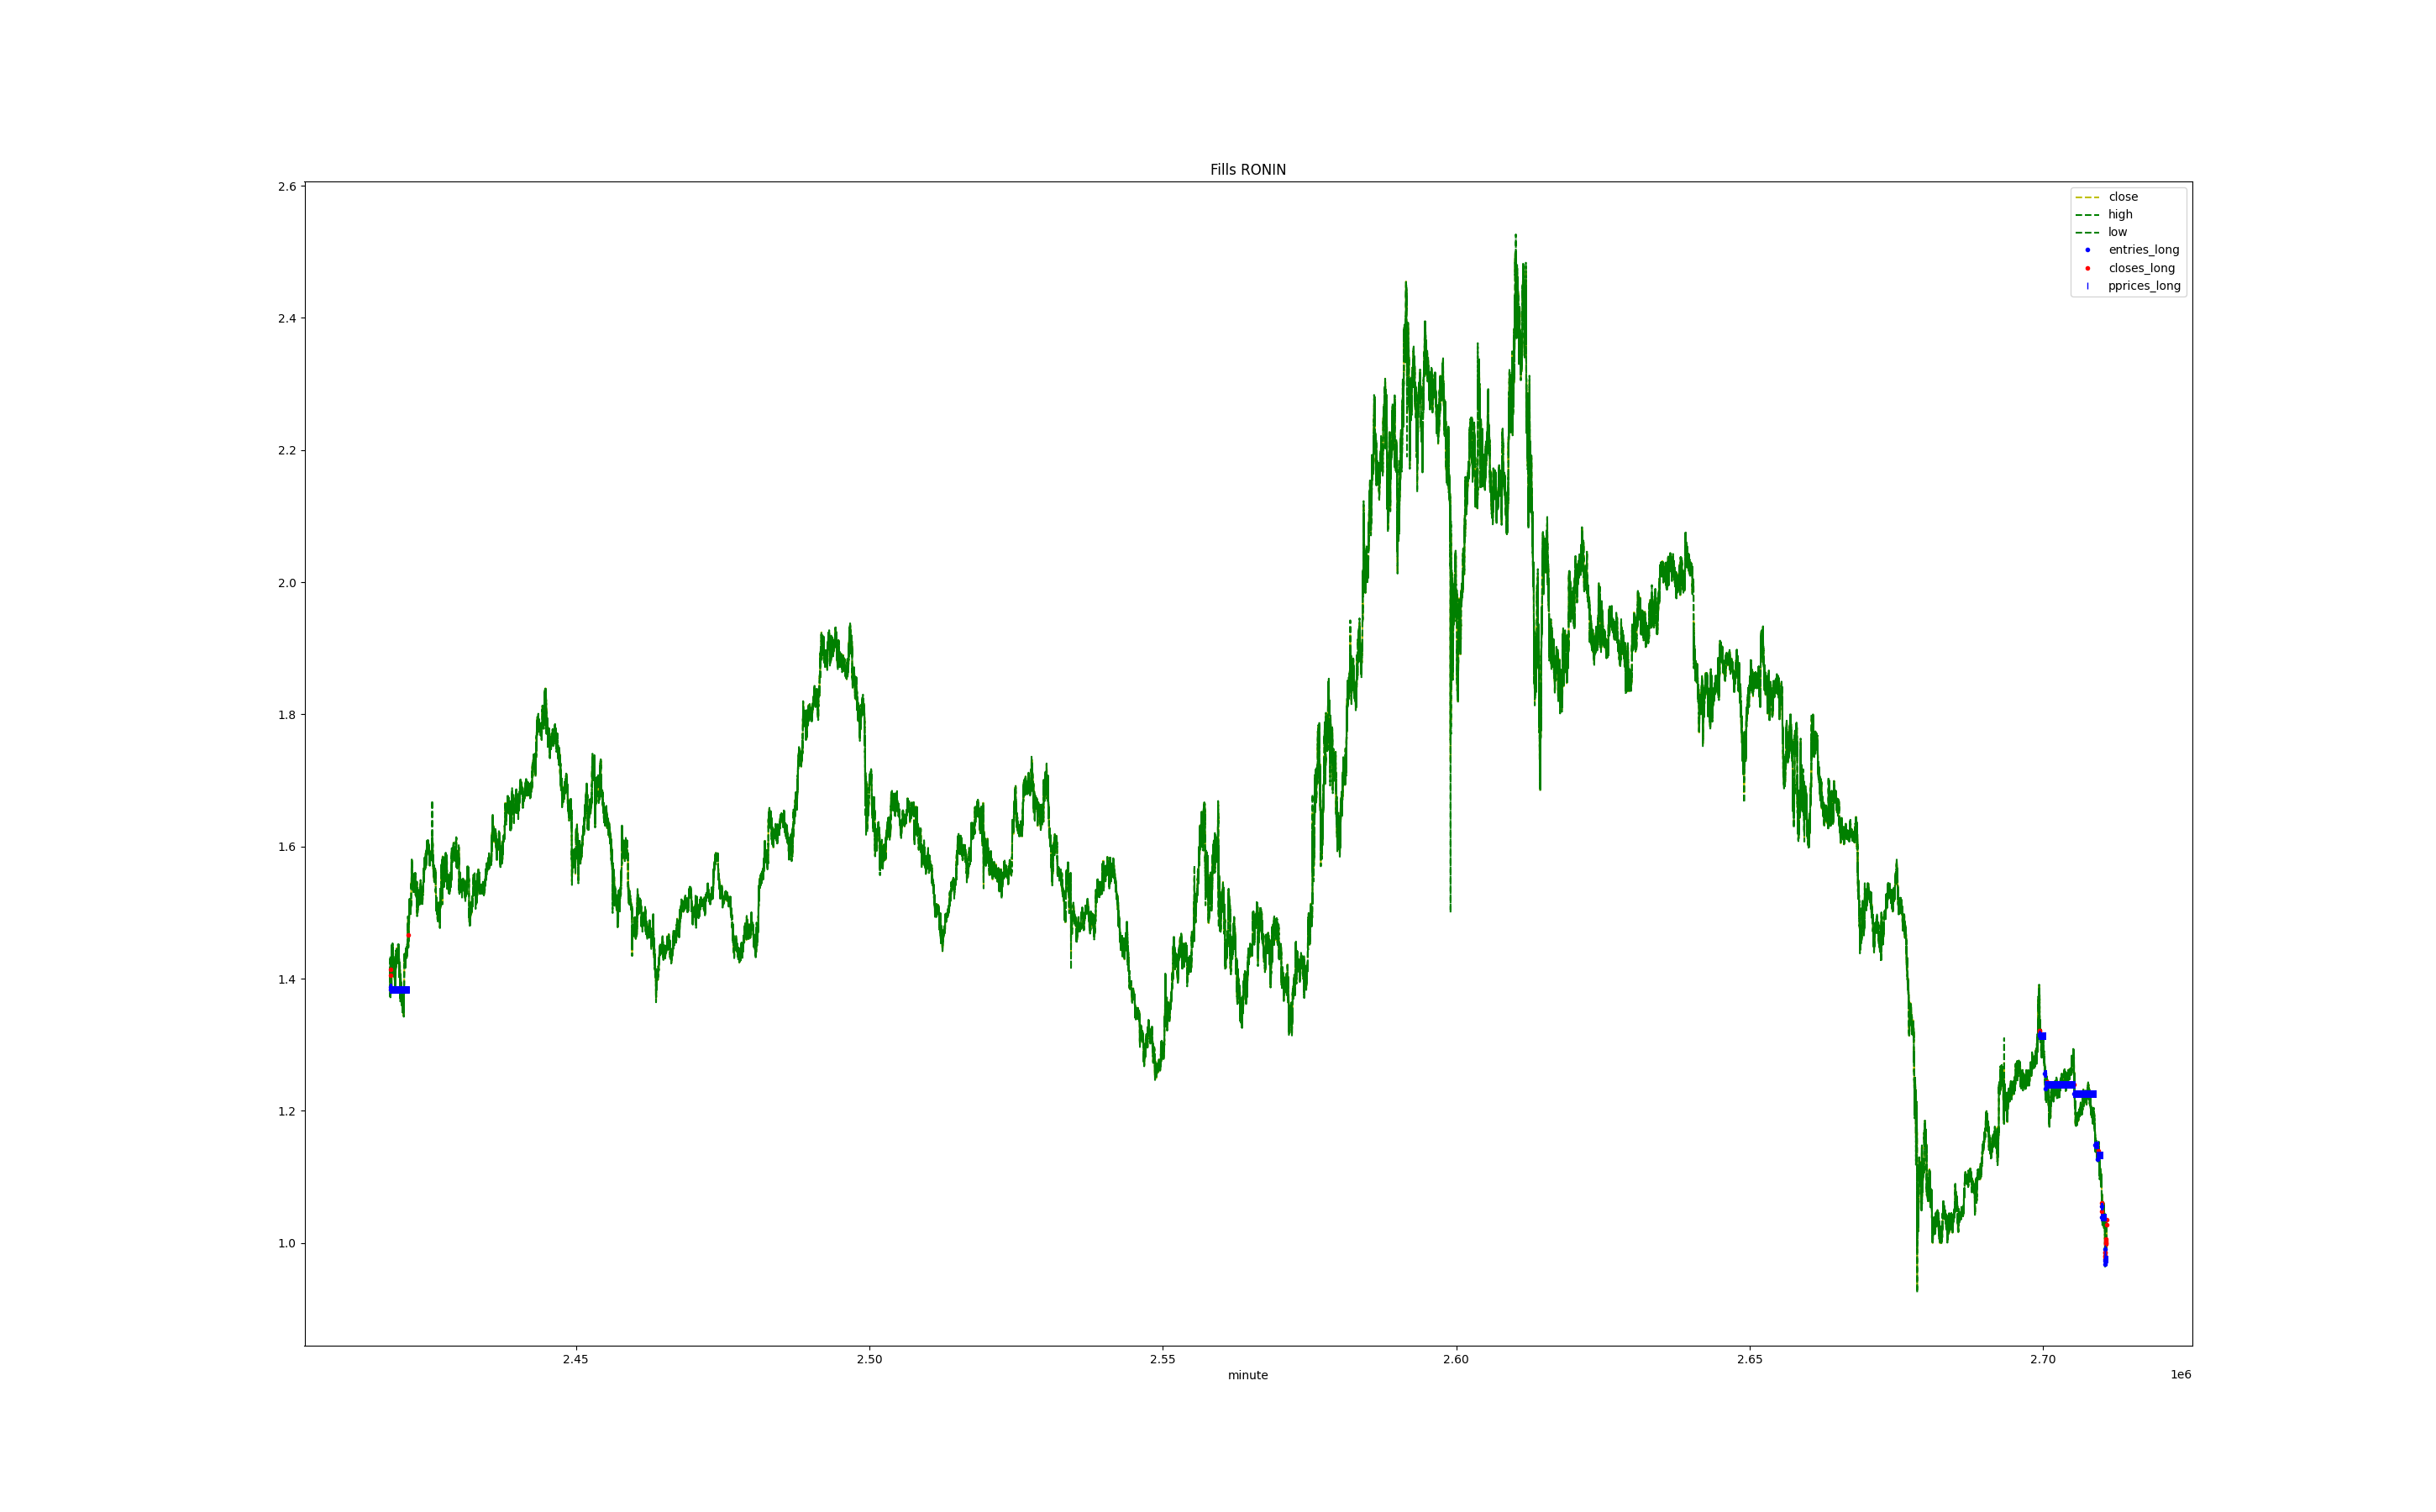 Fills RONIN
close
high
low
entries_long
closes_long
pprices_long
2.6
2.4
2.2
2.0
1.8
1.6
1.4
1.2
1.0
2.45 2.50 2.55 2.60 2.65 2.70
minute 1e6